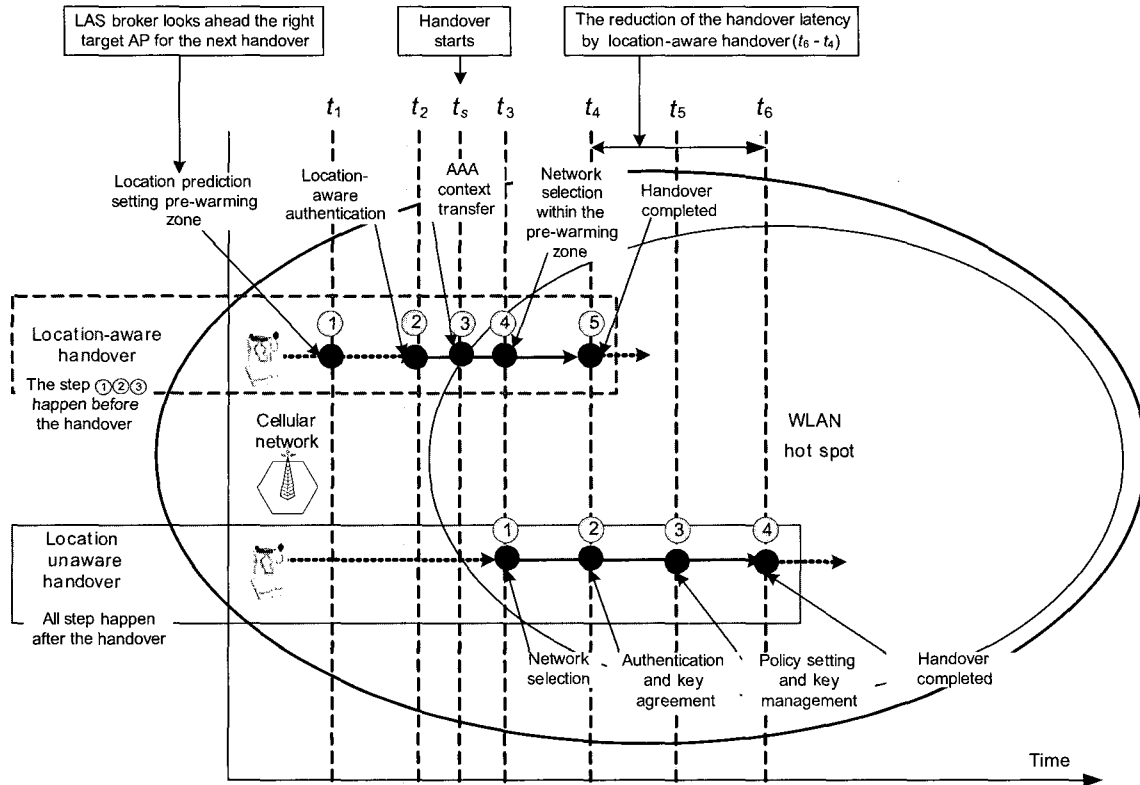 LAS broker looks ahead the right
target AP for the next handover
Handover
starts
The reduction of the handover latency
by location-aware handover(t6 - t4)
t1
t2
ts
t3
t4
t5
t6
Location prediction
setting pre-warming
zone
Location-
aware
authentication
AAA
context
transfer
Network
selection
within the
pre-warming
zone
Handover
completed
Location-aware
handover
The step ①②③
happen before
the handover
1
2
3
4
5
Cellular
network
WLAN
hot spot
Location
unaware
handover
All step happen
after the handover
1
2
3
4
Network
selection
Authentication
and key
agreement
Policy setting
and key
management
Handover
completed
Time